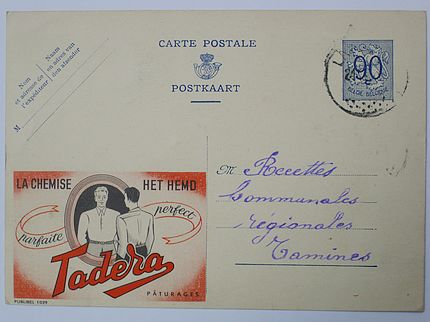 Nom
et adresse de
l'expéditeur
Naam
en adres van
den afzender
M
CARTE POSTALE
POSTKAART
90
BELGIE-BELGIQUE
LA CHEMISE
HET HEMD
parfaite
perfect
Tadera
PÂTURAGES
PUBLIBEL 1029
M Recettes
Communales
régionales
Tamines